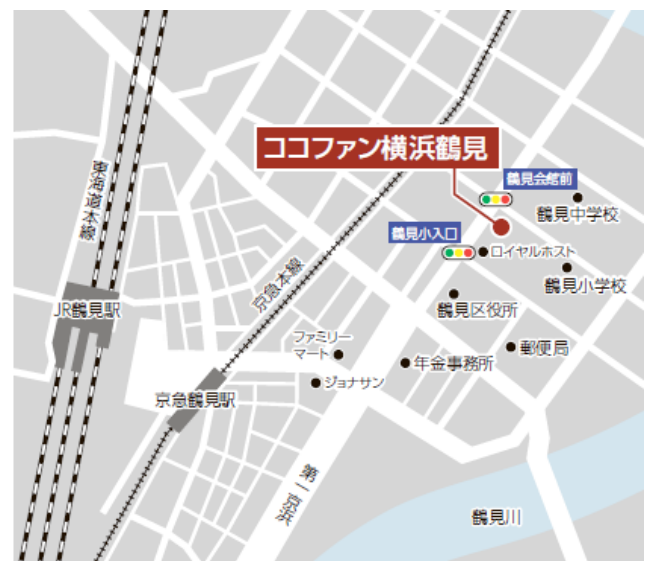 ココファン横浜鶴見
鶴見会館前
鶴見中学校
鶴見小入口
ロイヤルホスト
鶴見小学校
東海道本線
京急本線
鶴見区役所
JR鶴見駅
ファミリー
マート
郵便局
年金事務所
ジョナサン
京急鶴見駅
第一京浜
鶴見川